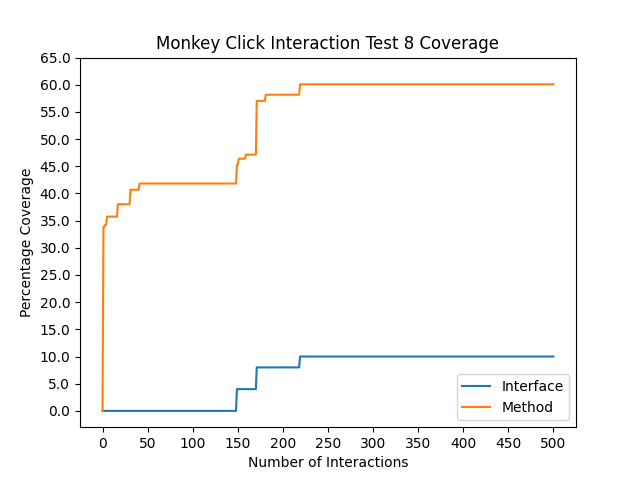 Monkey Click Interaction Test 8 Coverage
65.0
60.0
55.0
50.0
45.0
40.0
35.0
30.0
25.0
20.0
15.0
10.0
5.0
0.0
Percentage Coverage
Interface
Method
0 50 100 150 200 250 300 350 400 450 500
Number of Interactions